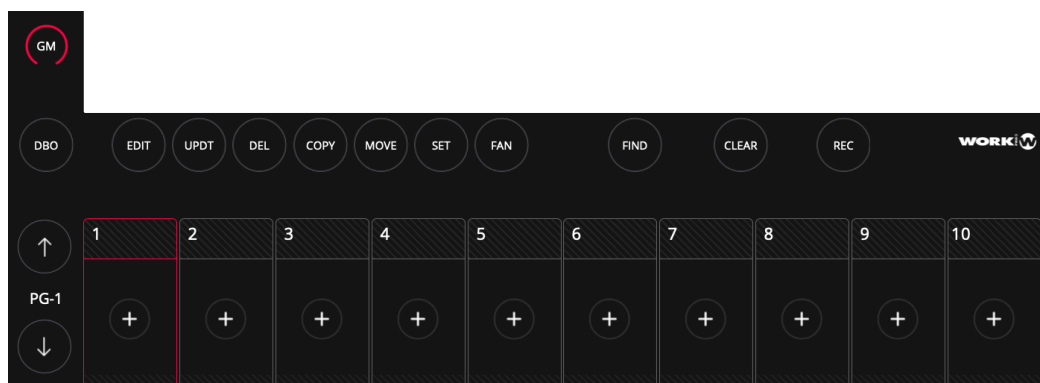 GM
DBO EDIT UPDT DEL COPY MOVE SET FAN FIND CLEAR REC WORK
1 2 3 4 5 6 7 8 9 10
PG-1